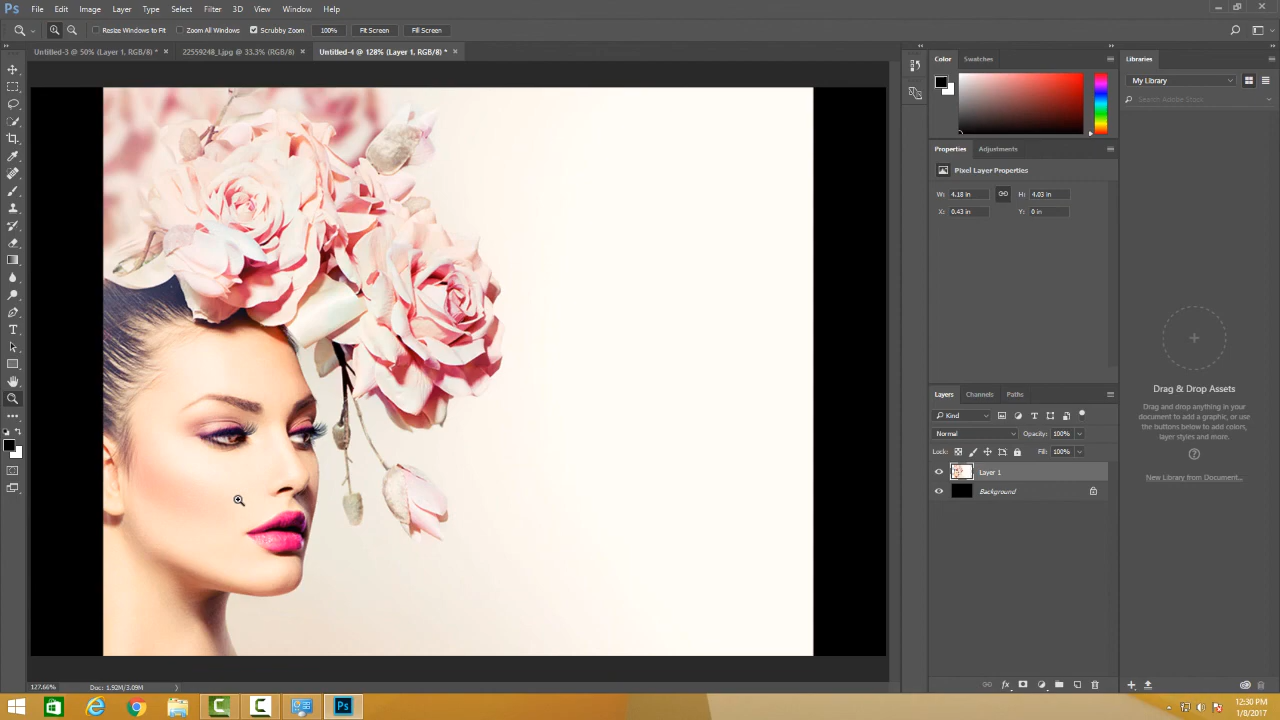 Ps File Edit Image Layer Type Select Filter 3D View Window Help
Resize Windows to Fit Zoom All Windows Scrubby Zoom 100% Fit Screen Fill Screen
Untitled-3 @ 50% (Layer 1, RGB/8) * × 22559248_l.jpg @ 33.3% (RGB/8) × Untitled-4 @ 128% (Layer 1, RGB/8) * ×
Color Swatches
Properties Adjustments
Pixel Layer Properties
W: 4.18 in H: 4.03 in
X: 0.43 in Y: 0 in
Layers Channels Paths
Kind
Normal Opacity: 100%
Lock: Fill: 100%
Layer 1
Background
Libraries
My Library
Search Adobe Stock
Drag & Drop Assets
Drag and drop anything in your
document to add a graphic, or use
the buttons below to add colors,
layer styles and more.
New Library from Document...
127.66% Doc: 1.92M/3.09M
Ps
12:30 PM
1/8/2017